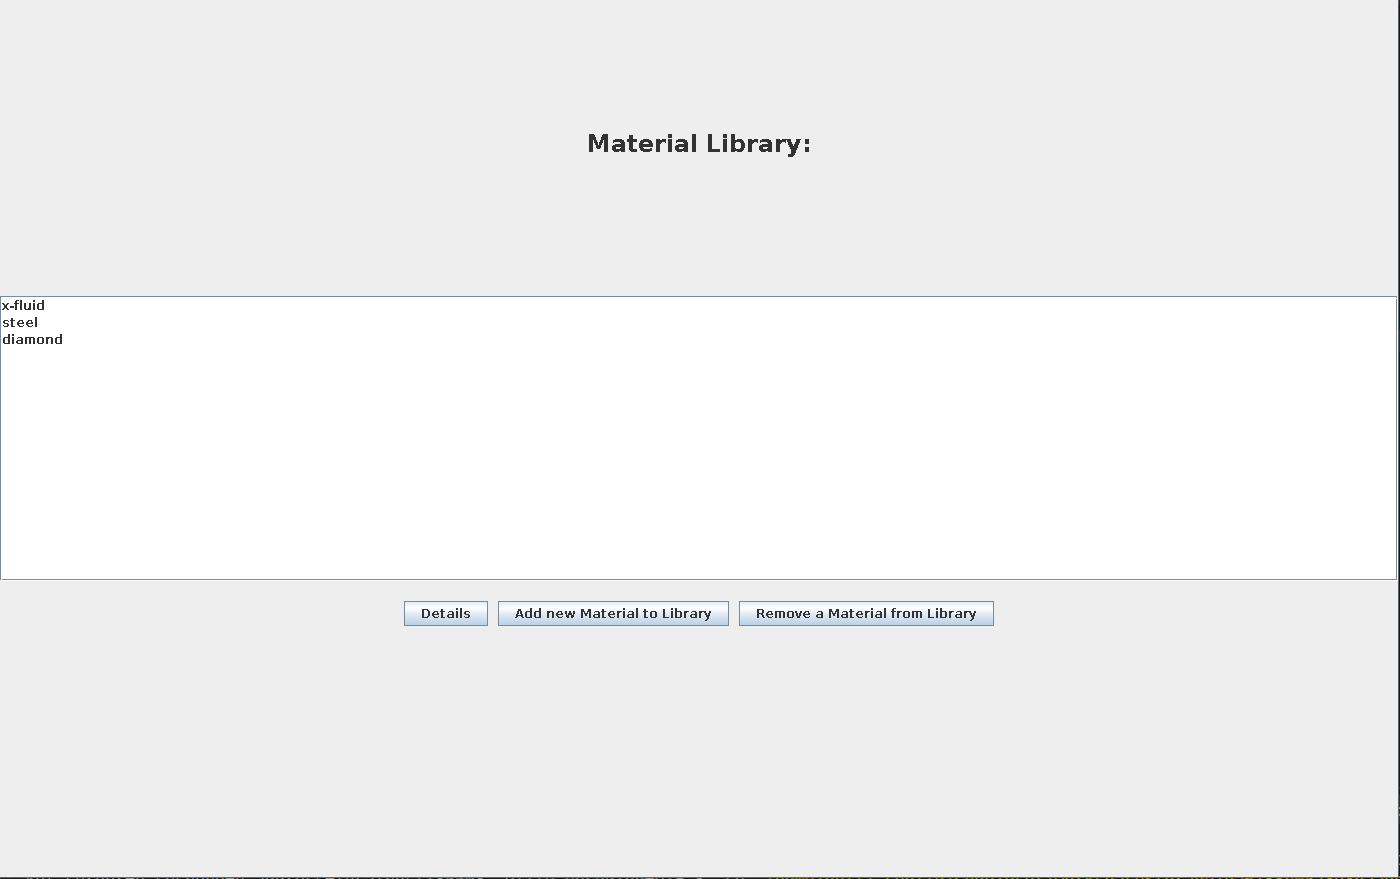 Material Library:
x-fluid
steel
diamond
Details
Add new Material to Library
Remove a Material from Library